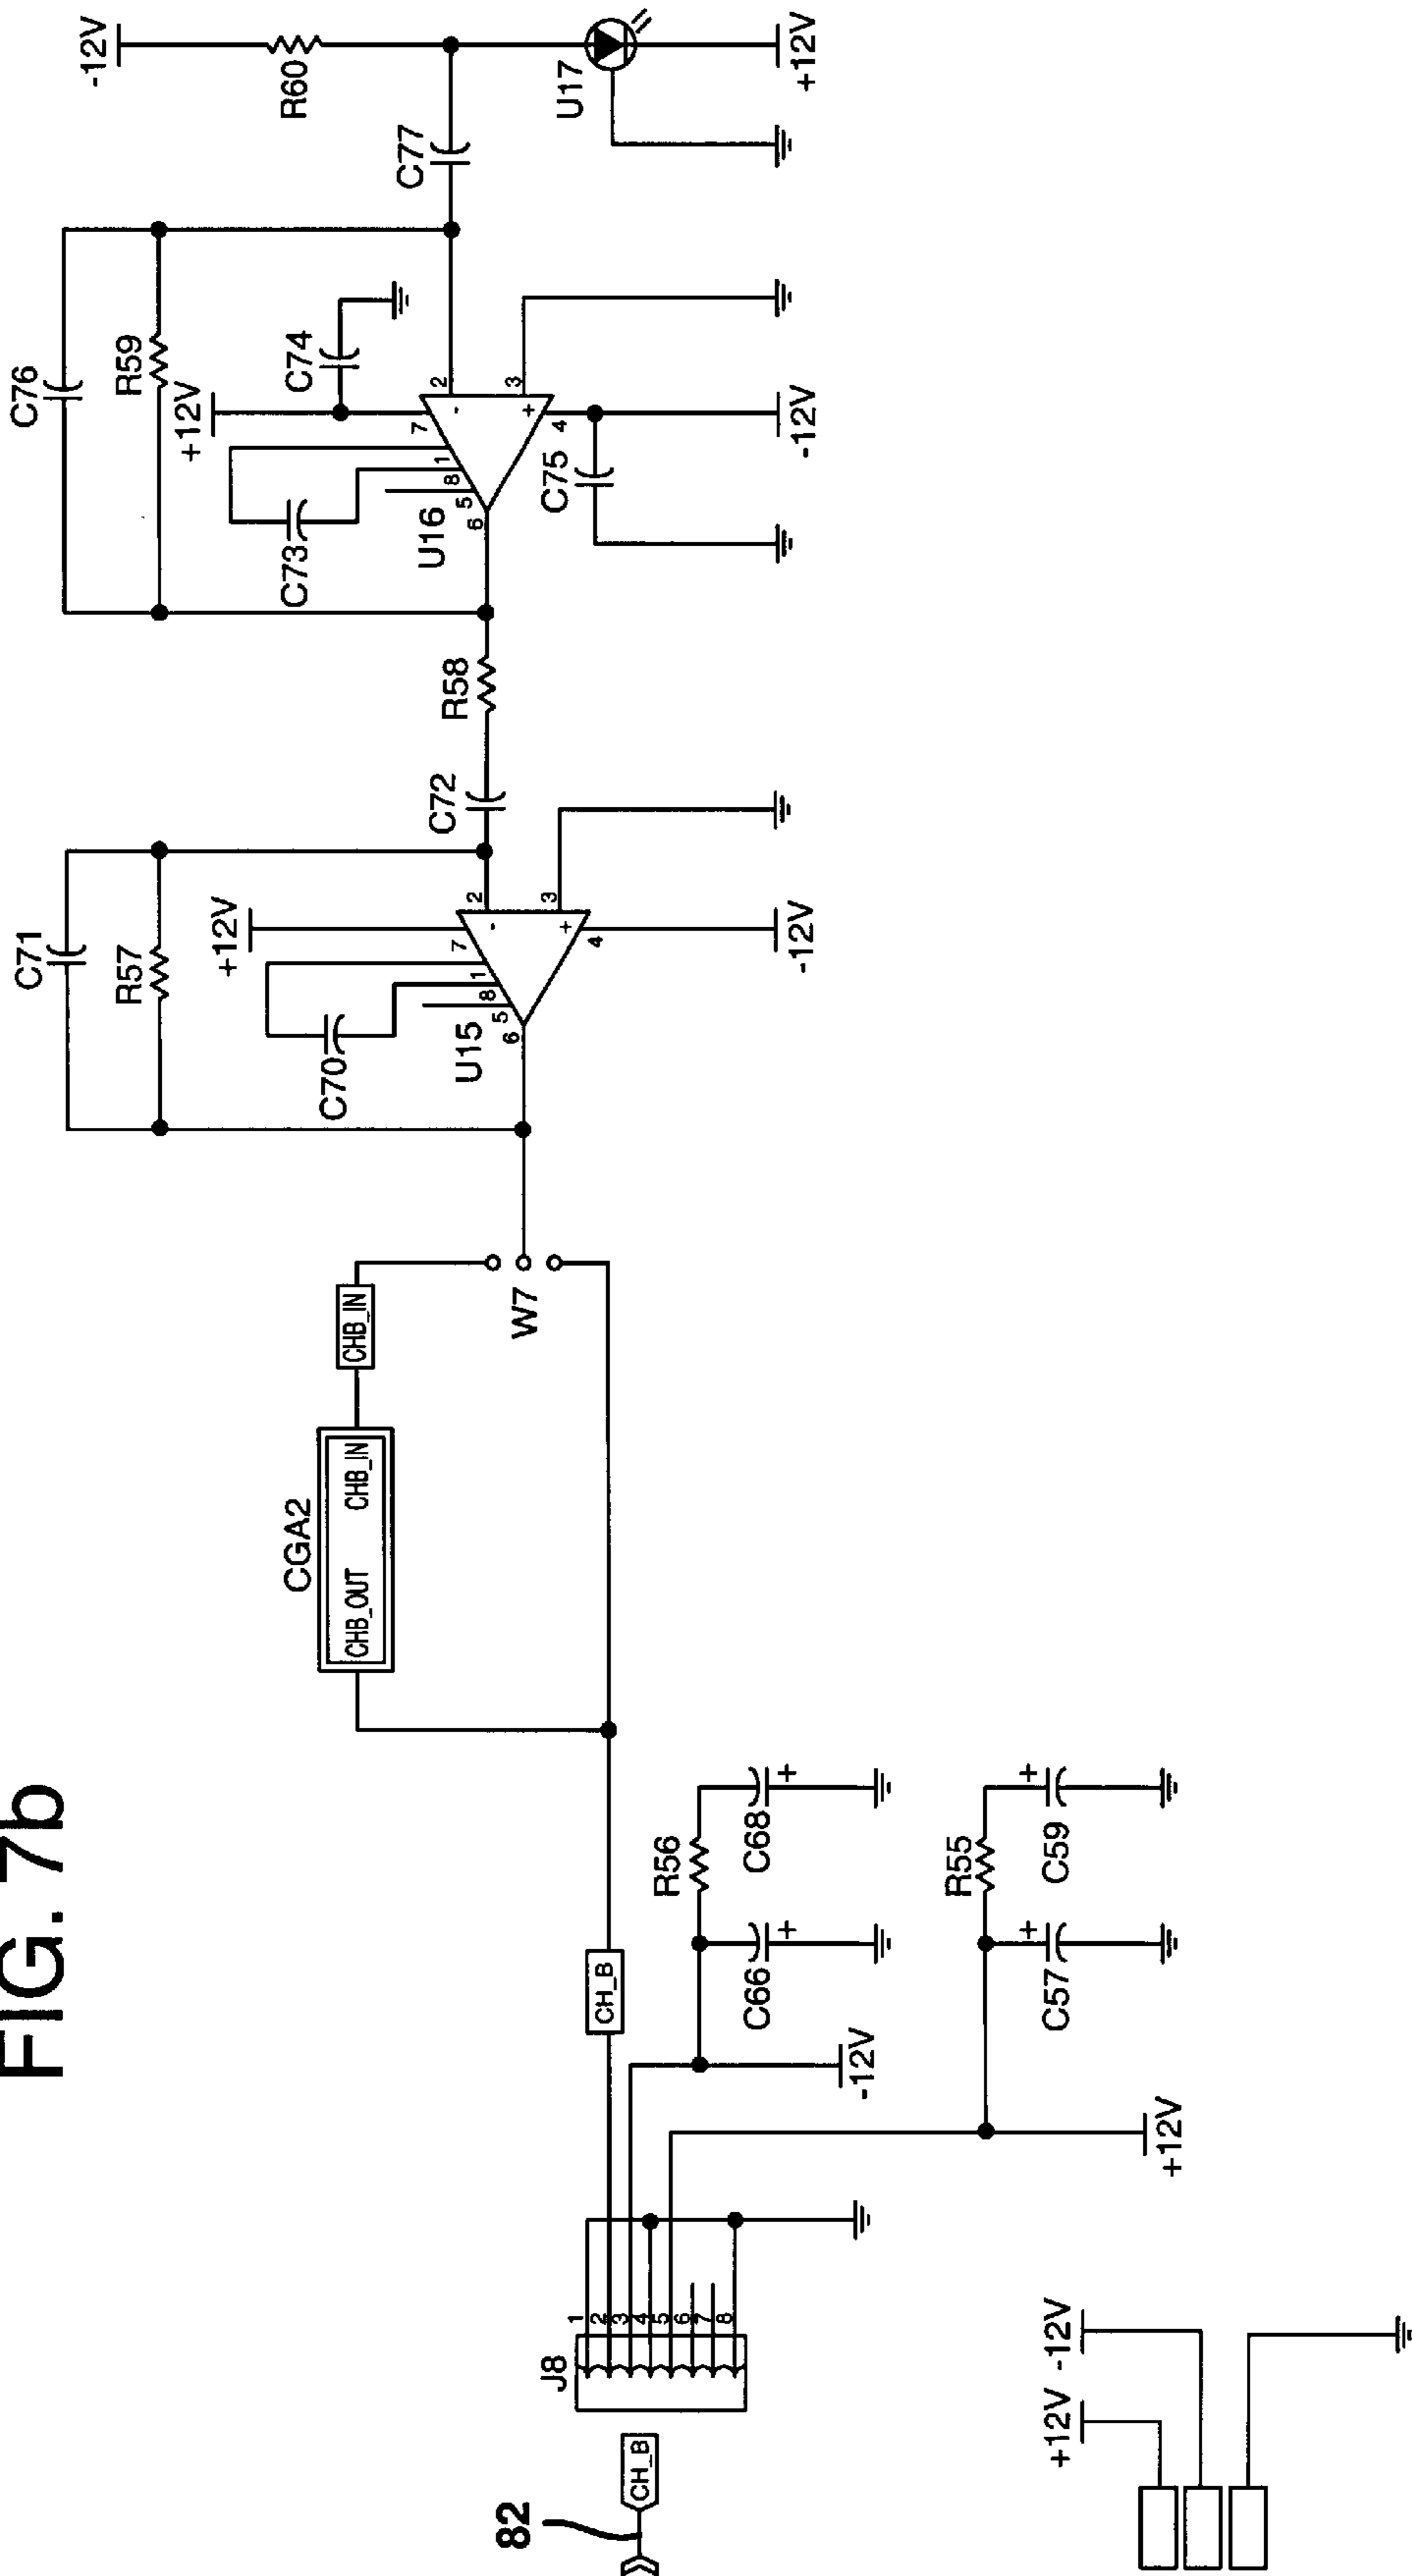 FIG. 7b
82
CH_B
J8
1
2
3
4
5
6
7
8
+12V
-12V
CH_B
-12V
+12V
C66
+
R56
C68
+
C57
+
R55
C59
+
CGA2
CHB_OUT CHB_IN
CHB_IN
W7
C71
R57
+12V
C70
U15
7
1
8
5
6
2
-
3
+
4
-12V
C72
R58
C76
R59
+12V
C74
C73
U16
7
1
8
5
6
2
-
3
+
4
C75
-12V
C77
-12V
R60
U17
+12V